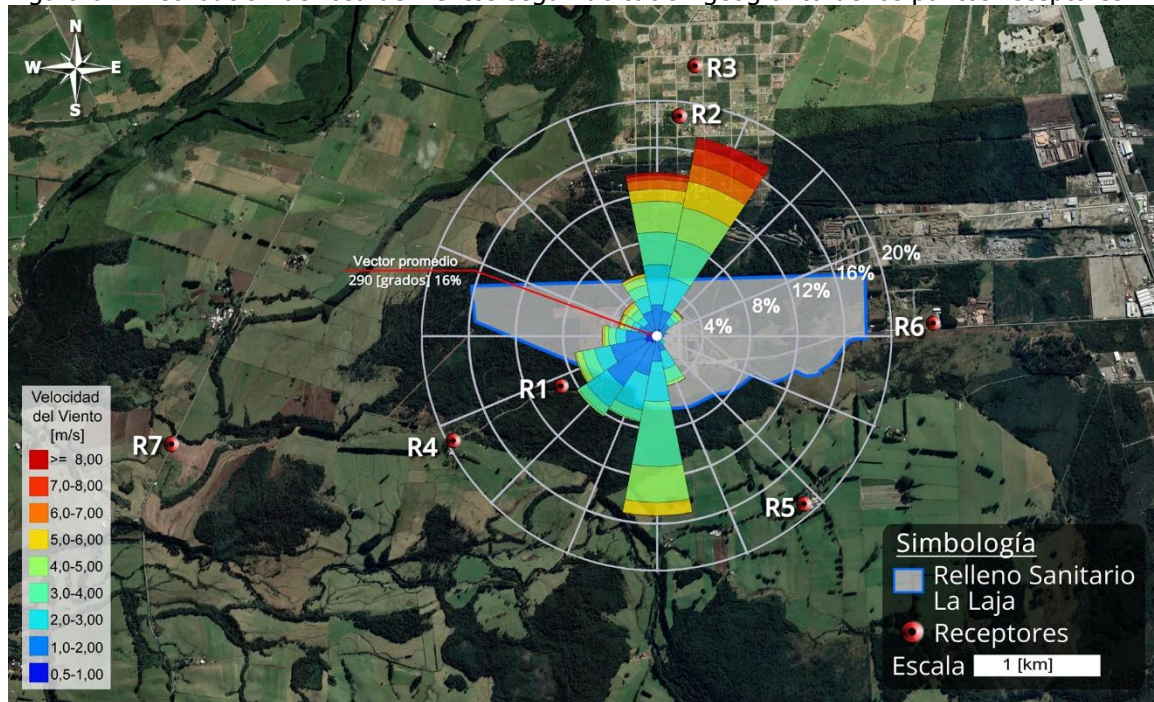 N
W E
S
R3
R2
Vector promedio
290 [grados] 16%
20%
16%
12%
8%
4%
R6
R1
R4
R7
R5
Velocidad
del Viento
[m/s]
>= 8,00
7,0-8,00
6,0-7,00
5,0-6,00
4,0-5,00
3,0-4,00
2,0-3,00
1,0-2,00
0,5-1,00
Simbología
Relleno Sanitario
La Laja
Receptores
Escala 1 [km]